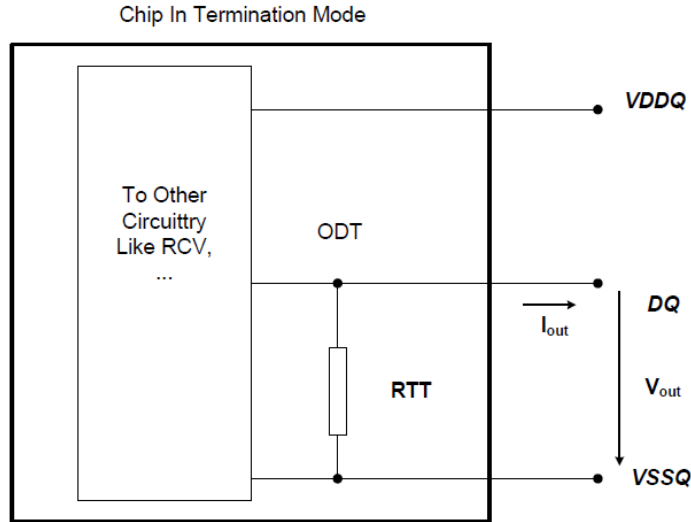 Chip In Termination Mode
VDDQ
To Other
Circuittry
Like RCV,
...
ODT
DQ
Iout
RTT
Vout
VSSQ